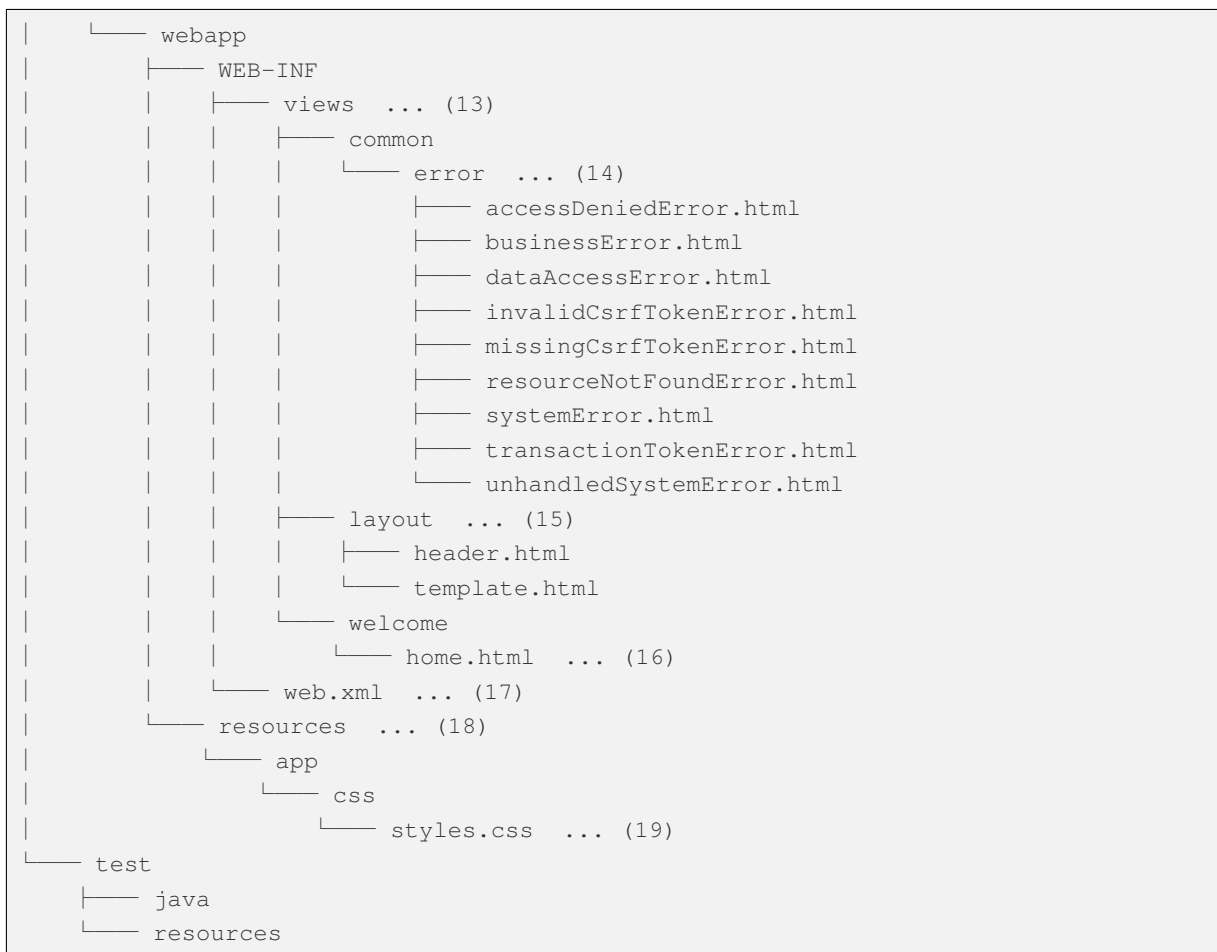 │   └── webapp
│       ├── WEB-INF
│       │   ├── views  ... (13)
│       │   │   ├── common
│       │   │   │   └── error  ... (14)
│       │   │   │       ├── accessDeniedError.html
│       │   │   │       ├── businessError.html
│       │   │   │       ├── dataAccessError.html
│       │   │   │       ├── invalidCsrfTokenError.html
│       │   │   │       ├── missingCsrfTokenError.html
│       │   │   │       ├── resourceNotFoundError.html
│       │   │   │       ├── systemError.html
│       │   │   │       ├── transactionTokenError.html
│       │   │   │       └── unhandledSystemError.html
│       │   │   ├── layout  ... (15)
│       │   │   │   ├── header.html
│       │   │   │   └── template.html
│       │   │   └── welcome
│       │   │       └── home.html  ... (16)
│       │   └── web.xml  ... (17)
│       └── resources  ... (18)
│           └── app
│               └── css
│                   └── styles.css  ... (19)
└── test
    ├── java
    └── resources